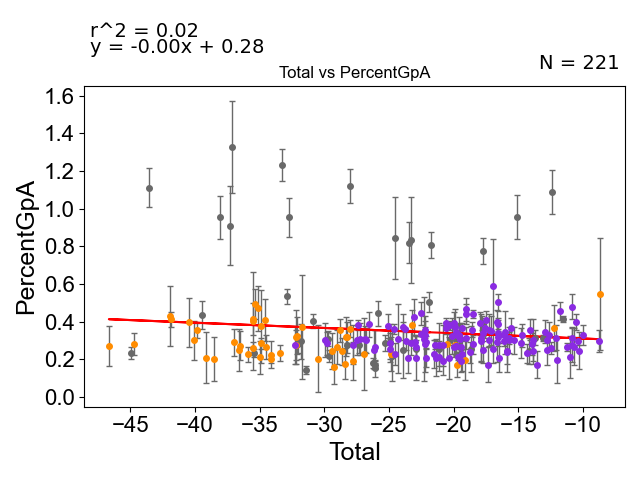 r^2 = 0.02
y = -0.00x + 0.28
N = 221
Total vs PercentGpA
PercentGpA
1.6
1.4
1.2
1.0
0.8
0.6
0.4
0.2
0.0
−45 −40 −35 −30 −25 −20 −15 −10
Total